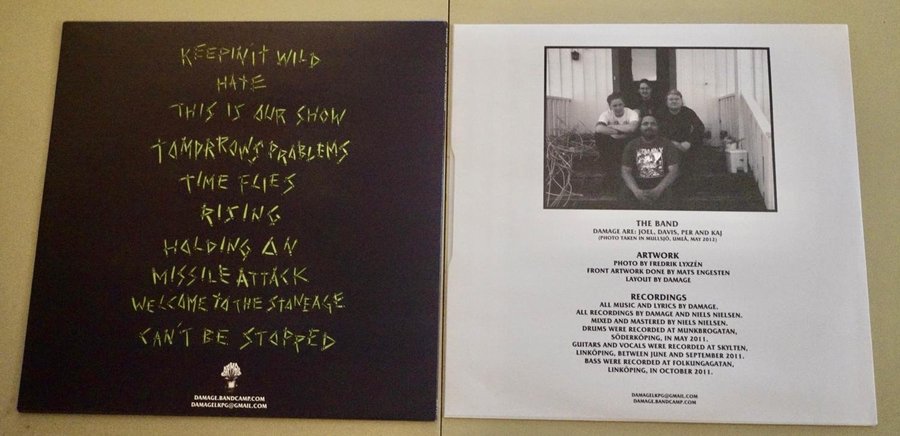 KEEPIN'IT WILD
HATE
THIS IS OUR SHOW
TOMORROWS PROBLEMS
TIME FLIES
RISING
HOLDING ON
MISSILE ATTACK
WELCOME TO THE STONEAGE
CAN'T BE STOPPED
DAMAGE.BANDCAMP.COM
DAMAGELKPG@GMAIL.COM
THE BAND
DAMAGE ARE: JOEL, DAVIS, PER AND KAJ
(PHOTO TAKEN IN MULLSJÖ, UMEÅ, MAY 2012)
ARTWORK
PHOTO BY FREDRIK LYXZÉN
FRONT ARTWORK DONE BY MATS ENGESTEN
LAYOUT BY DAMAGE
RECORDINGS
ALL MUSIC AND LYRICS BY DAMAGE.
ALL RECORDINGS BY DAMAGE AND NIELS NIELSEN.
MIXED AND MASTERED BY NIELS NIELSEN.
DRUMS WERE RECORDED AT MUNKBROGATAN,
SÖDERKÖPING, IN MAY 2011.
GUITARS AND VOCALS WERE RECORDED AT SKYLTEN,
LINKÖPING, BETWEEN JUNE AND SEPTEMBER 2011.
BASS WERE RECORDED AT FOLKUNGAGATAN,
LINKÖPING, IN OCTOBER 2011.
DAMAGELKPG@GMAIL.COM
DAMAGE.BANDCAMP.COM